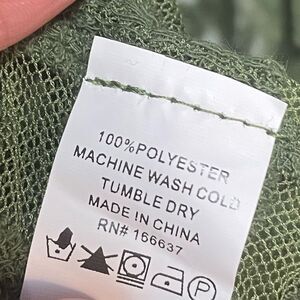 100%POLYESTER
MACHINE WASH COLD
TUMBLE DRY
MADE IN CHINA
RN# 166637
P